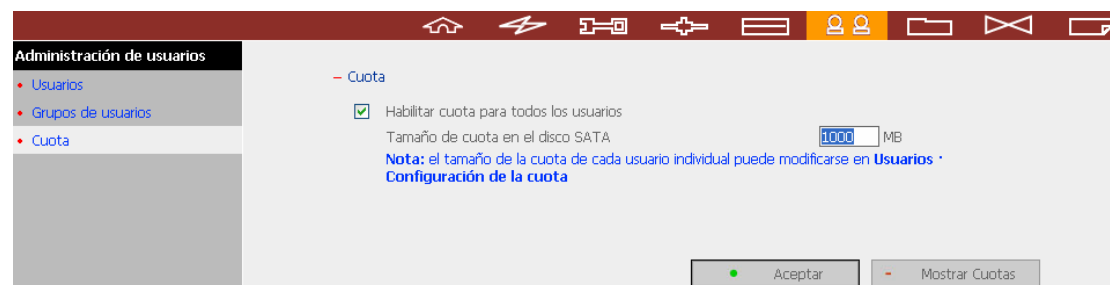 Administración de usuarios
Usuarios
Grupos de usuarios
Cuota
– Cuota
Habilitar cuota para todos los usuarios
Tamaño de cuota en el disco SATA 1000 MB
Nota: el tamaño de la cuota de cada usuario individual puede modificarse en Usuarios ·
Configuración de la cuota
Aceptar
Mostrar Cuotas